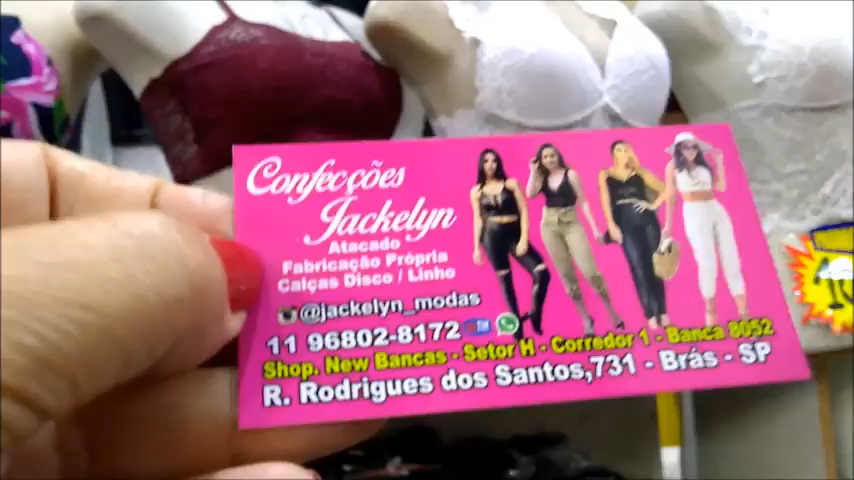 Confecções
Jackelyn
Atacado
Fabricação Própria
Calças Disco / Linho
@jackelyn_modas
11 96802-8172
Shop. New Bancas - Setor H - Corredor 1 - Banca 8052
R. Rodrigues dos Santos,731 - Brás - SP